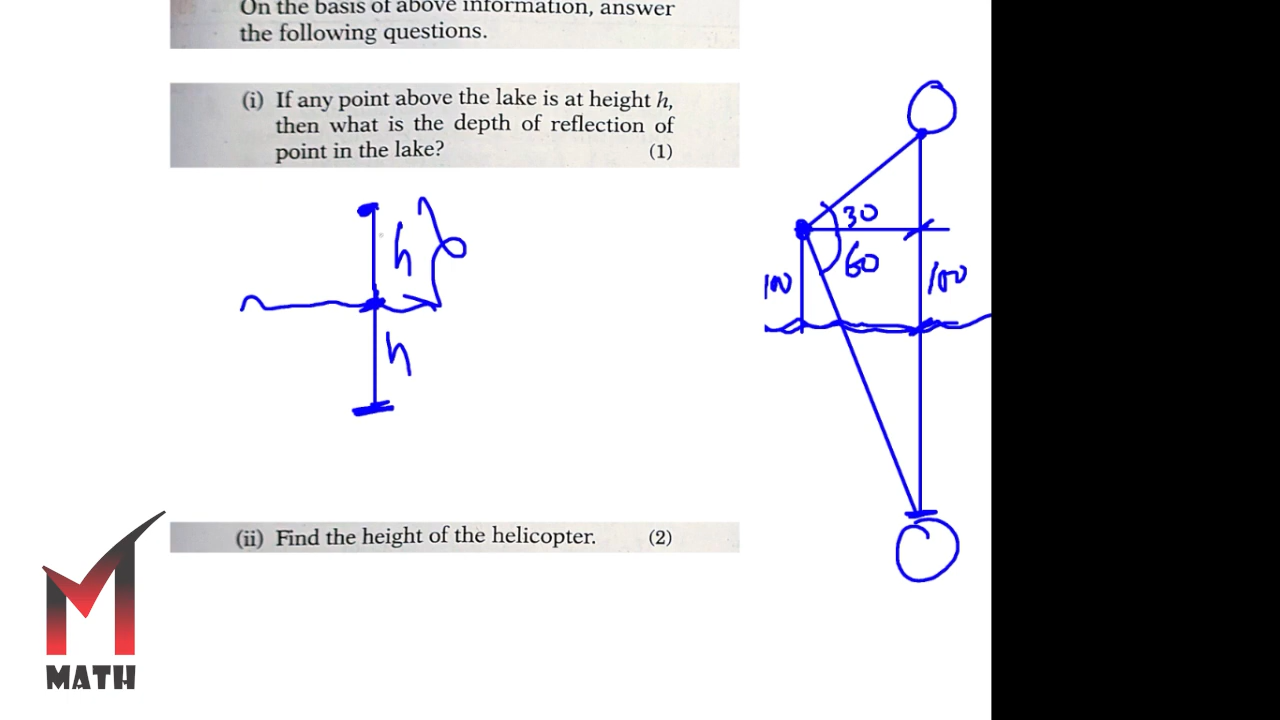 On the basis of above information, answer
the following questions.
(i) If any point above the lake is at height h,
then what is the depth of reflection of
point in the lake? (1)
h
h
30
60
100
100
(ii) Find the height of the helicopter. (2)
MATH